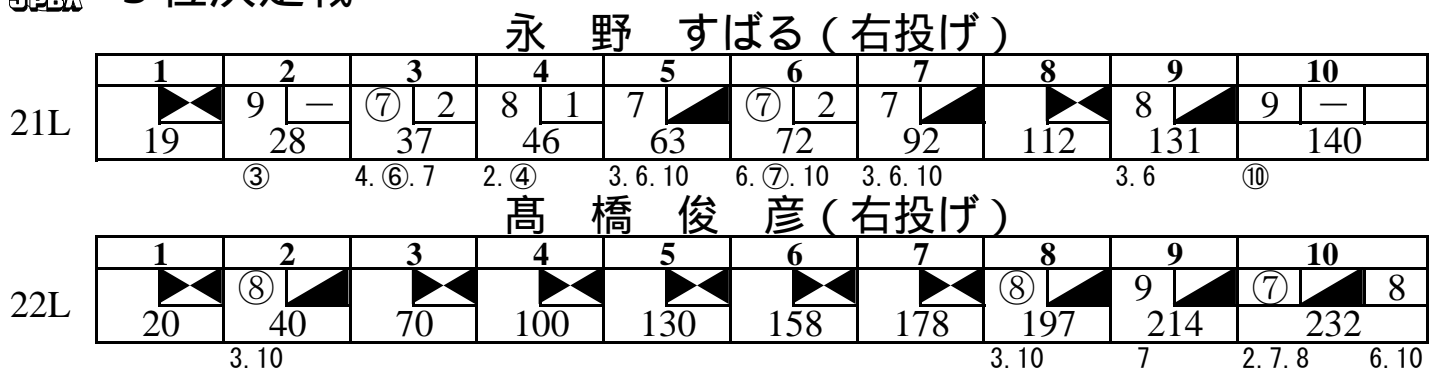 JPBA 3位決定戦
永 野 すばる（右投げ）
1 2 3 4 5 6 7 8 9 10
21L 9 － ⑦ 2 8 1 7 ⑦ 2 7 8 9 －
19 28 37 46 63 72 92 112 131 140
③ 4. ⑥. 7 2. ④ 3. 6. 10 6. ⑦. 10 3. 6. 10 3. 6 ⑩
髙 橋 俊 彦（右投げ）
1 2 3 4 5 6 7 8 9 10
22L ⑧ ⑧ 9 ⑦ 8
20 40 70 100 130 158 178 197 214 232
3. 10 3. 10 7 2. 7. 8 6. 10